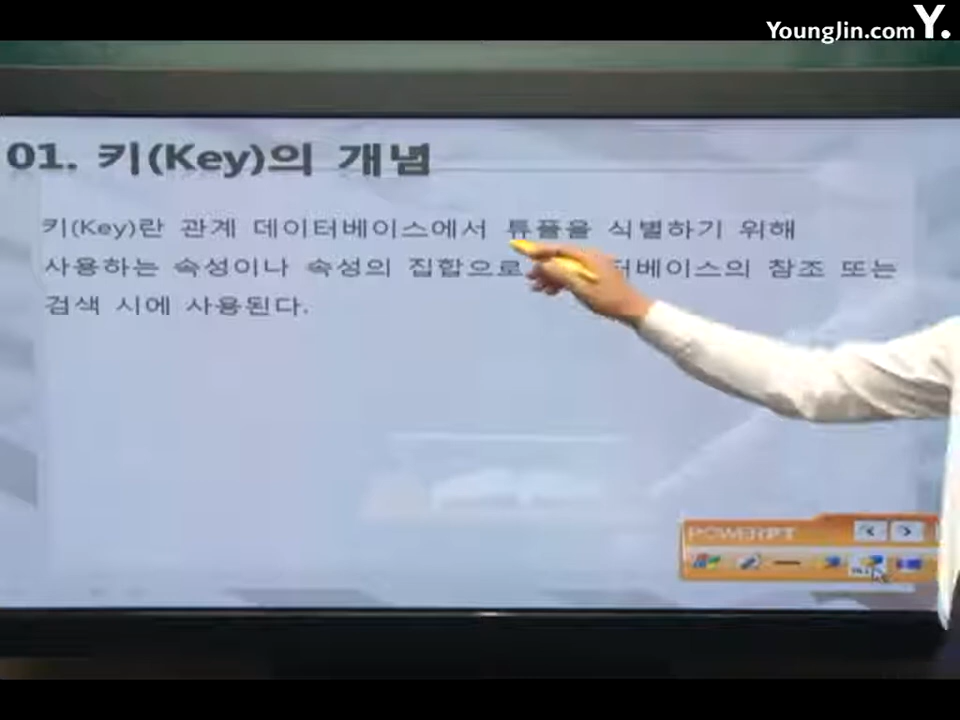 YoungJin.com Y.
01. 키(Key)의 개념
키(Key)란 관계 데이터베이스에서 튜플을 식별하기 위해
사용하는 속성이나 속성의 집합으로 터베이스의 참조 또는
검색 시에 사용된다.
POWERPT